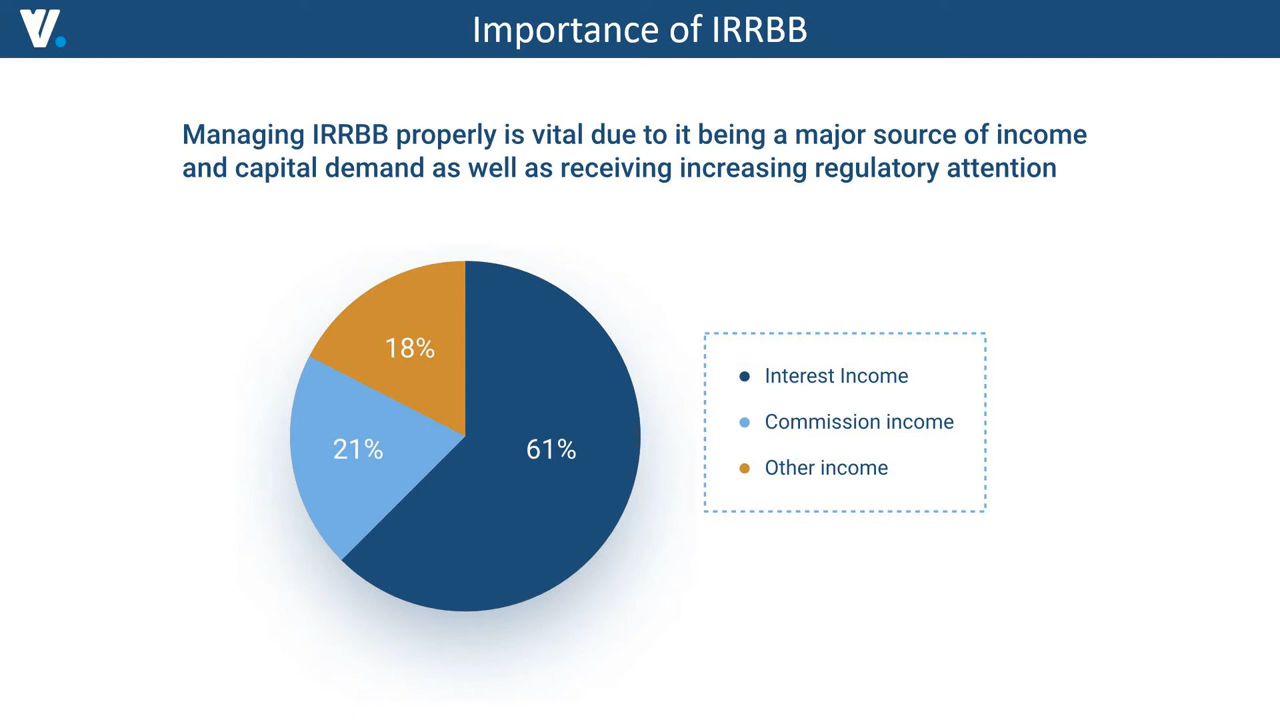 Importance of IRRBB
Managing IRRBB properly is vital due to it being a major source of income
and capital demand as well as receiving increasing regulatory attention
18%
21%
61%
Interest Income
Commission income
Other income